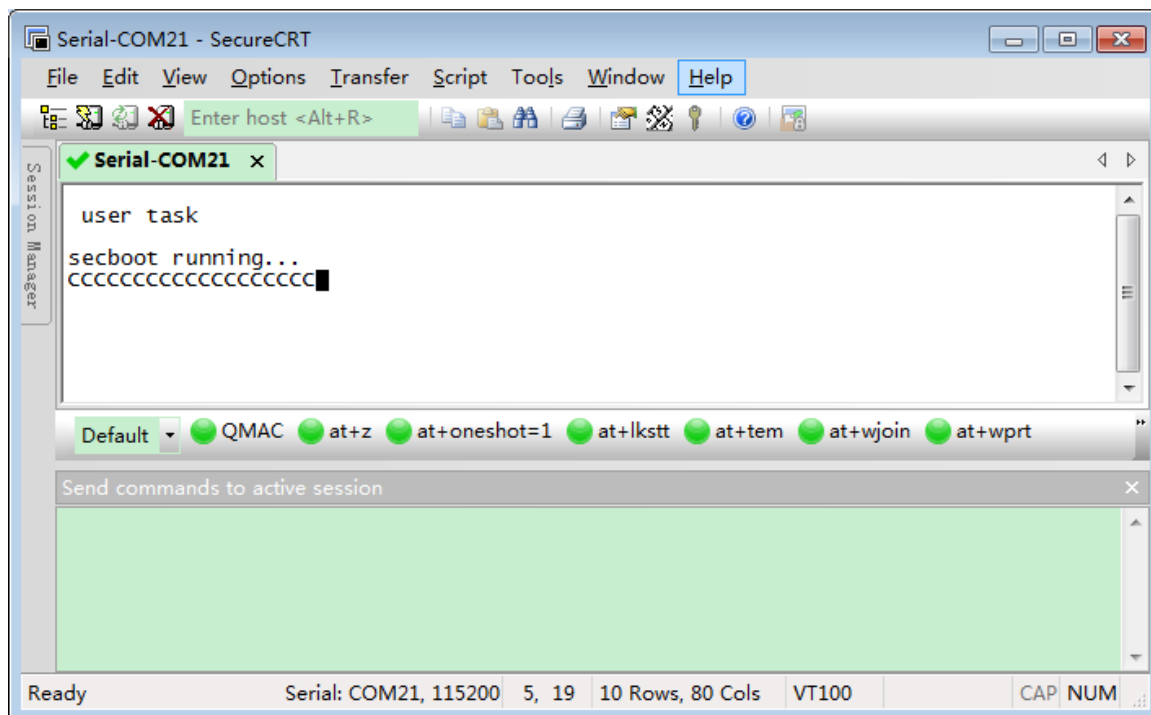 Serial-COM21 - SecureCRT
File Edit View Options Transfer Script Tools Window Help
Enter host <Alt+R>
Session Manager
Serial-COM21
user task
secboot running...
CCCCCCCCCCCCCCCCCC
Default QMAC at+z at+oneshot=1 at+lkstt at+tem at+wjoin at+wprt
Send commands to active session
Ready Serial: COM21, 115200 5, 19 10 Rows, 80 Cols VT100 CAP NUM